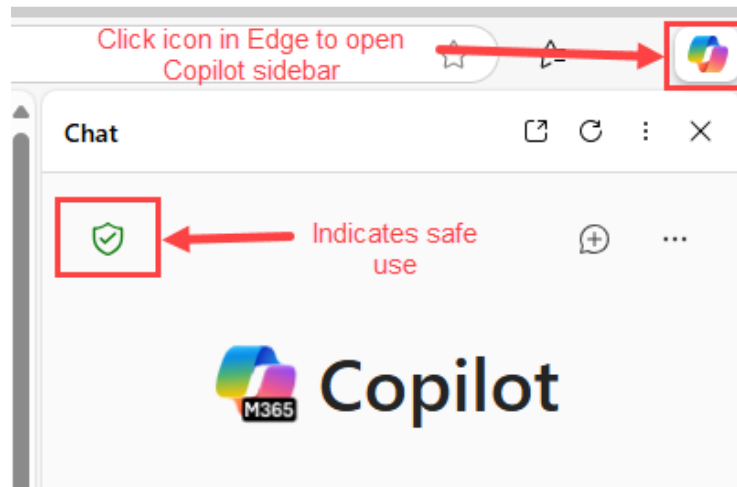 Click icon in Edge to open
Copilot sidebar
Chat
Indicates safe
use
M365
Copilot